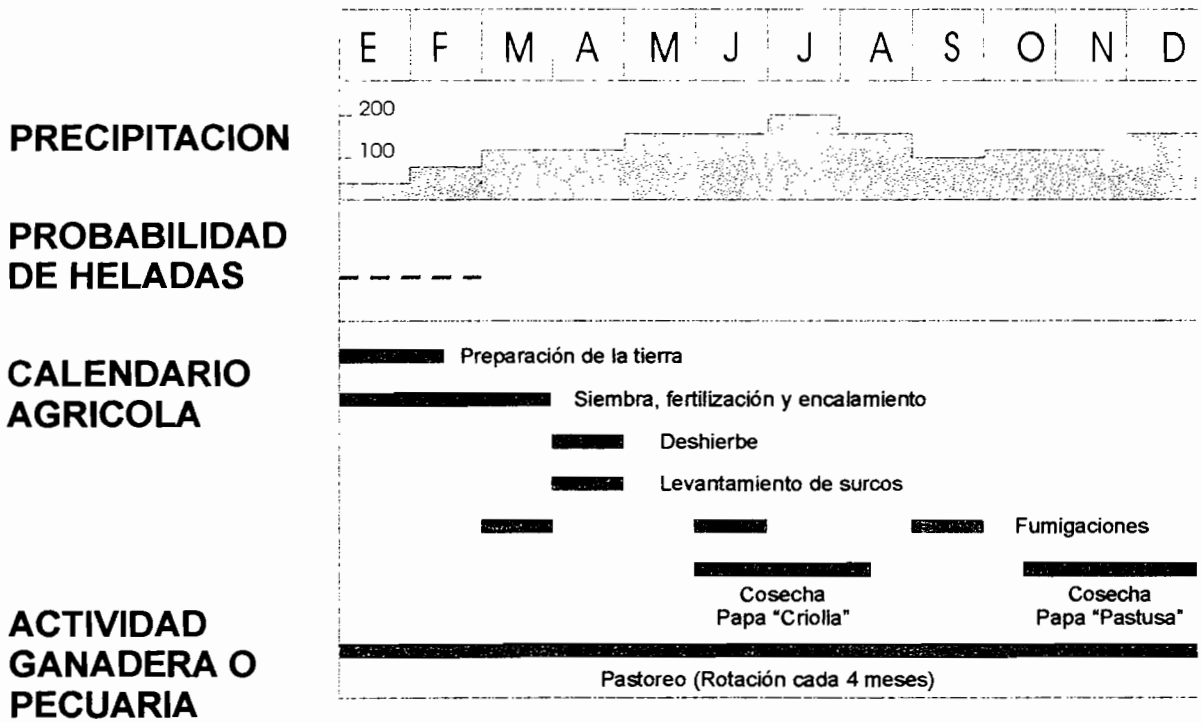 E F M A M J J A S O N D
PRECIPITACION
200
100
PROBABILIDAD
DE HELADAS
CALENDARIO
AGRICOLA
Preparación de la tierra
Siembra, fertilización y encalamiento
Deshierbe
Levantamiento de surcos
Fumigaciones
Cosecha
Papa "Criolla"
Cosecha
Papa "Pastusa"
ACTIVIDAD
GANADERA O
PECUARIA
Pastoreo (Rotación cada 4 meses)